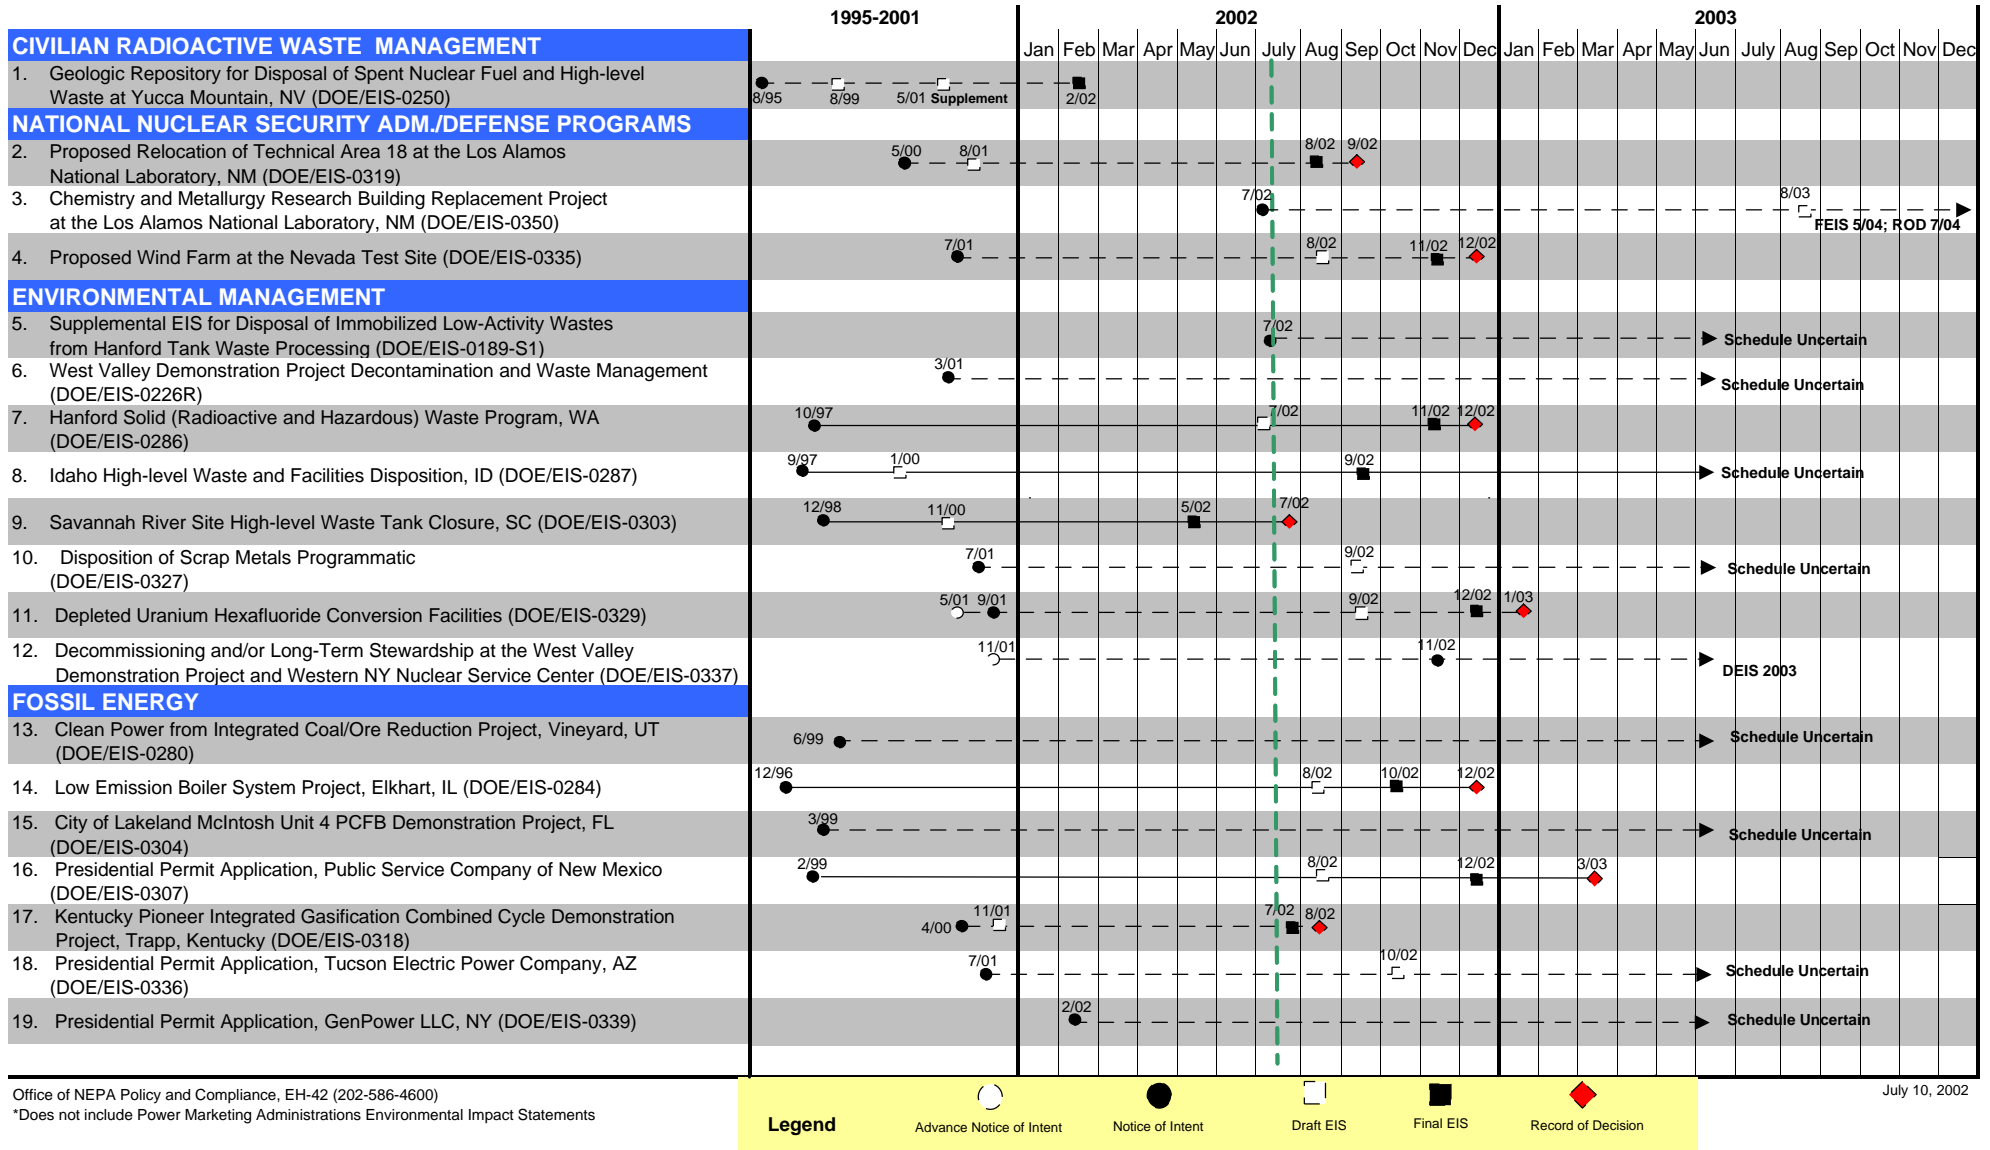 1995-2001 2002 2003
CIVILIAN RADIOACTIVE WASTE MANAGEMENT
Jan Feb Mar Apr May Jun July Aug Sep Oct Nov Dec Jan Feb Mar Apr May Jun July Aug Sep Oct Nov Dec
1. Geologic Repository for Disposal of Spent Nuclear Fuel and High-level
Waste at Yucca Mountain, NV (DOE/EIS-0250)
8/95 8/99 5/01 Supplement 2/02
NATIONAL NUCLEAR SECURITY ADM./DEFENSE PROGRAMS
2. Proposed Relocation of Technical Area 18 at the Los Alamos
National Laboratory, NM (DOE/EIS-0319)
5/00 8/01 8/02 9/02
3. Chemistry and Metallurgy Research Building Replacement Project
at the Los Alamos National Laboratory, NM (DOE/EIS-0350)
7/02 8/03
FEIS 5/04; ROD 7/04
4. Proposed Wind Farm at the Nevada Test Site (DOE/EIS-0335)
7/01 8/02 11/02 12/02
ENVIRONMENTAL MANAGEMENT
5. Supplemental EIS for Disposal of Immobilized Low-Activity Wastes
from Hanford Tank Waste Processing (DOE/EIS-0189-S1)
7/02 Schedule Uncertain
6. West Valley Demonstration Project Decontamination and Waste Management
(DOE/EIS-0226R)
3/01 Schedule Uncertain
7. Hanford Solid (Radioactive and Hazardous) Waste Program, WA
(DOE/EIS-0286)
10/97 7/02 11/02 12/02
8. Idaho High-level Waste and Facilities Disposition, ID (DOE/EIS-0287)
9/97 1/00 9/02 Schedule Uncertain
9. Savannah River Site High-level Waste Tank Closure, SC (DOE/EIS-0303)
12/98 11/00 5/02 7/02
10. Disposition of Scrap Metals Programmatic
(DOE/EIS-0327)
7/01 9/02 Schedule Uncertain
11. Depleted Uranium Hexafluoride Conversion Facilities (DOE/EIS-0329)
5/01 9/01 9/02 12/02 1/03
12. Decommissioning and/or Long-Term Stewardship at the West Valley
Demonstration Project and Western NY Nuclear Service Center (DOE/EIS-0337)
11/01 11/02 DEIS 2003
FOSSIL ENERGY
13. Clean Power from Integrated Coal/Ore Reduction Project, Vineyard, UT
(DOE/EIS-0280)
6/99 Schedule Uncertain
14. Low Emission Boiler System Project, Elkhart, IL (DOE/EIS-0284)
12/96 8/02 10/02 12/02
15. City of Lakeland McIntosh Unit 4 PCFB Demonstration Project, FL
(DOE/EIS-0304)
3/99 Schedule Uncertain
16. Presidential Permit Application, Public Service Company of New Mexico
(DOE/EIS-0307)
2/99 8/02 12/02 3/03
17. Kentucky Pioneer Integrated Gasification Combined Cycle Demonstration
Project, Trapp, Kentucky (DOE/EIS-0318)
4/00 11/01 7/02 8/02
18. Presidential Permit Application, Tucson Electric Power Company, AZ
(DOE/EIS-0336)
7/01 10/02 Schedule Uncertain
19. Presidential Permit Application, GenPower LLC, NY (DOE/EIS-0339)
2/02 Schedule Uncertain
Office of NEPA Policy and Compliance, EH-42 (202-586-4600)
*Does not include Power Marketing Administrations Environmental Impact Statements
July 10, 2002
Legend Advance Notice of Intent Notice of Intent Draft EIS Final EIS Record of Decision